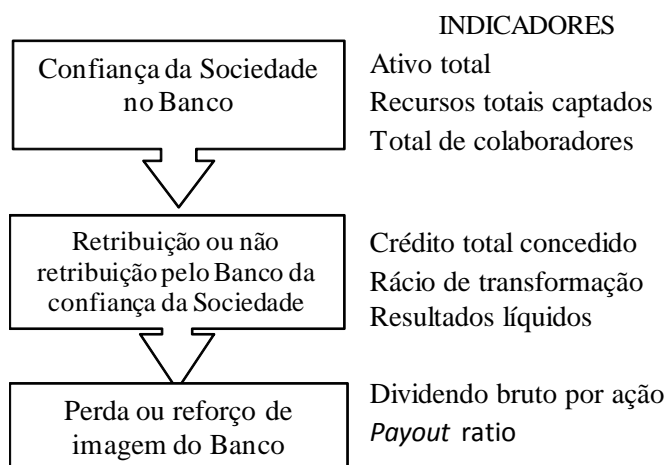 INDICADORES
Confiança da Sociedade
no Banco
Ativo total
Recursos totais captados
Total de colaboradores
Retribuição ou não
retribuição pelo Banco da
confiança da Sociedade
Crédito total concedido
Rácio de transformação
Resultados líquidos
Perda ou reforço de
imagem do Banco
Dividendo bruto por ação
Payout ratio